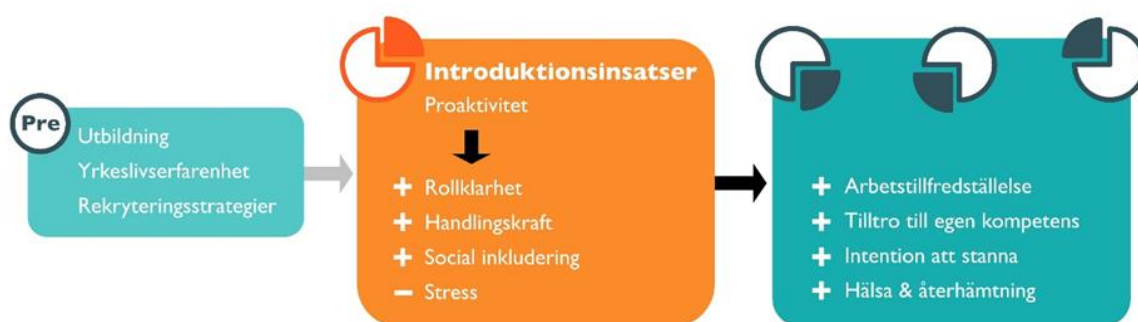 Pre
Utbildning
Yrkeslivserfarenhet
Rekryteringsstrategier
Introduktionsinsatser
Proaktivitet
+ Rollklarhet
+ Handlingskraft
+ Social inkludering
− Stress
+ Arbetstillfredställelse
+ Tilltro till egen kompetens
+ Intention att stanna
+ Hälsa & återhämtning